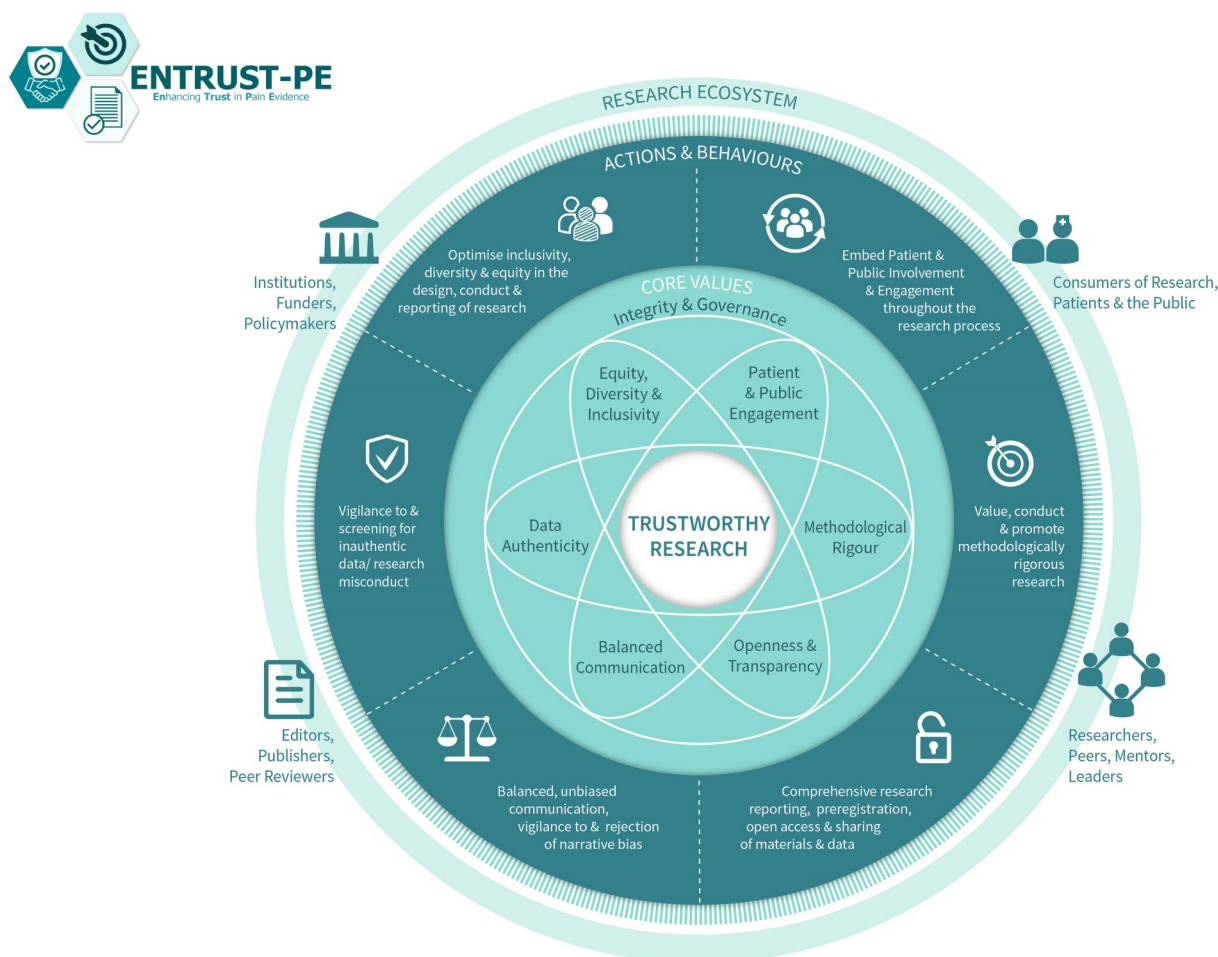 ENTRUST-PE
Enhancing Trust in Pain Evidence
RESEARCH ECOSYSTEM
ACTIONS & BEHAVIOURS
Institutions,
Funders,
Policymakers
Optimise inclusivity,
diversity & equity in the
design, conduct &
reporting of research
Embed Patient &
Public Involvement
& Engagement
throughout the
research process
Consumers of Research,
Patients & the Public
CORE VALUES
Integrity & Governance
Equity,
Diversity &
Inclusivity
Patient
& Public
Engagement
Vigilance to &
screening for
inauthentic
data/ research
misconduct
Data
Authenticity
TRUSTWORTHY
RESEARCH
Methodological
Rigour
Value, conduct
& promote
methodologically
rigorous
research
Balanced
Communication
Openness &
Transparency
Editors,
Publishers,
Peer Reviewers
Researchers,
Peers, Mentors,
Leaders
Balanced, unbiased
communication,
vigilance to & rejection
of narrative bias
Comprehensive research
reporting, preregistration,
open access & sharing
of materials & data